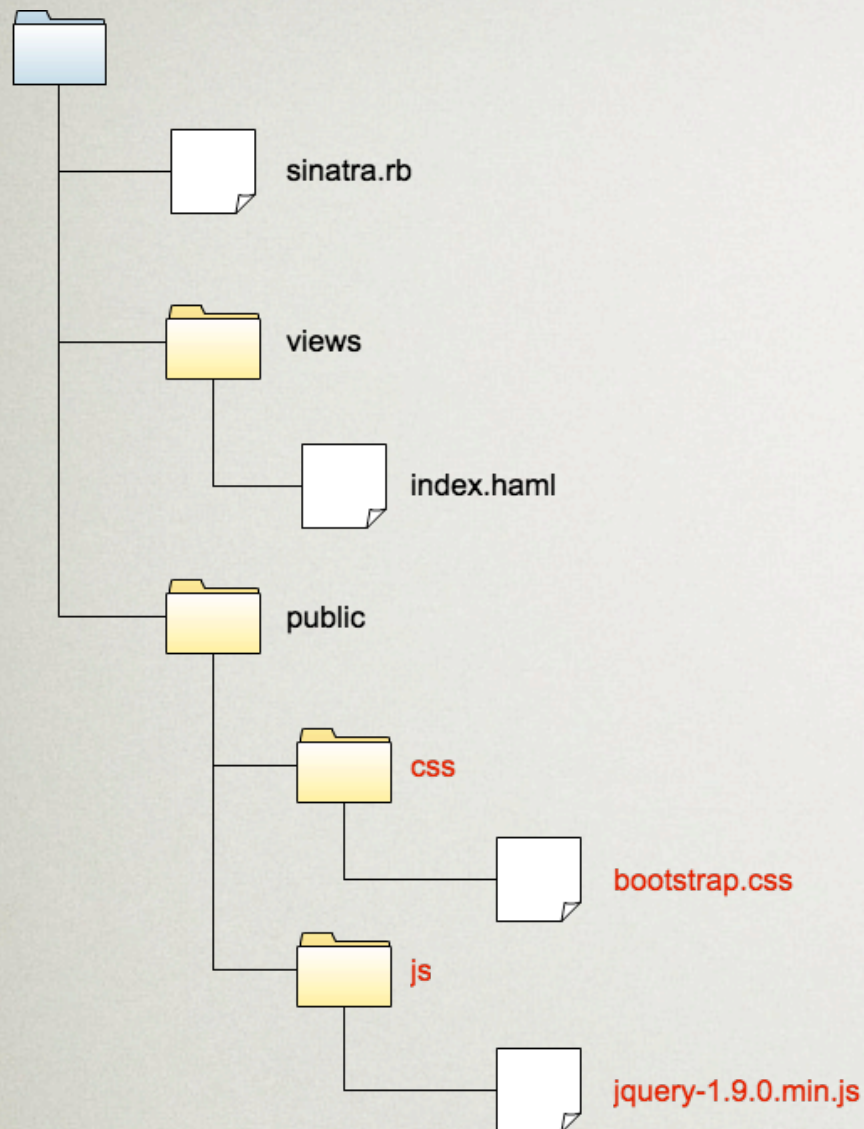 sinatra.rb
views
index.haml
public
css
bootstrap.css
js
jquery-1.9.0.min.js